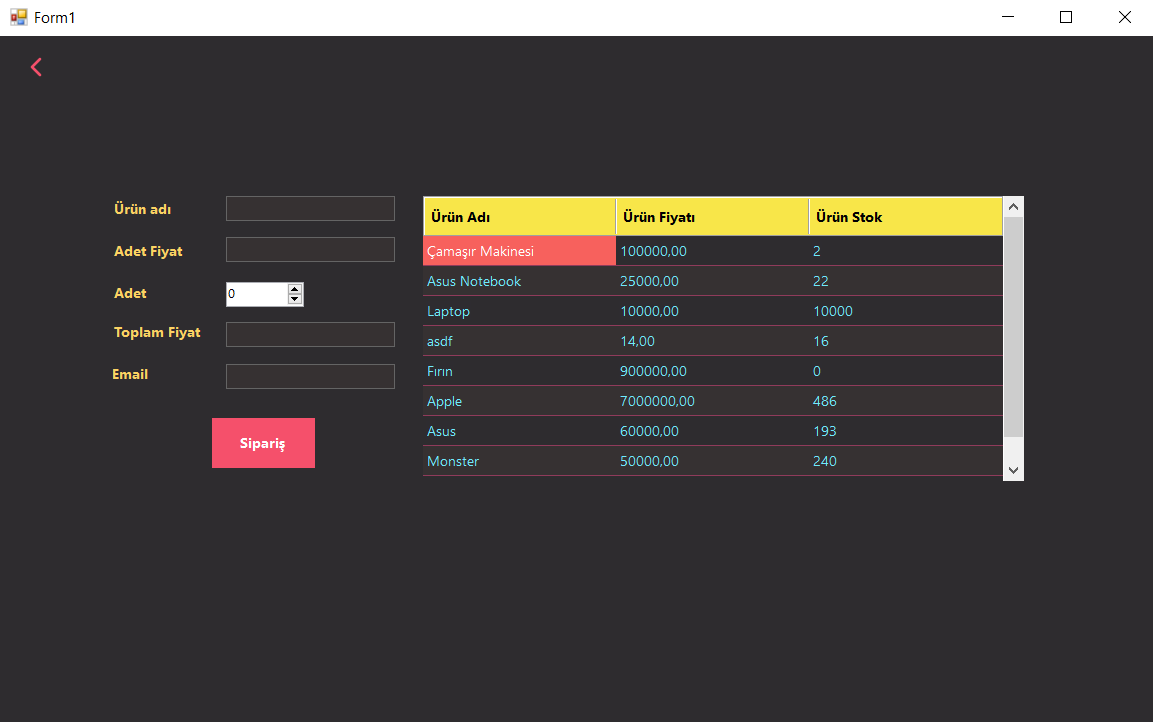 Form1
Ürün adı
Adet Fiyat
Adet 0
Toplam Fiyat
Email
Sipariş
Ürün Adı Ürün Fiyatı Ürün Stok
Çamaşır Makinesi 100000,00 2
Asus Notebook 25000,00 22
Laptop 10000,00 10000
asdf 14,00 16
Fırın 900000,00 0
Apple 7000000,00 486
Asus 60000,00 193
Monster 50000,00 240